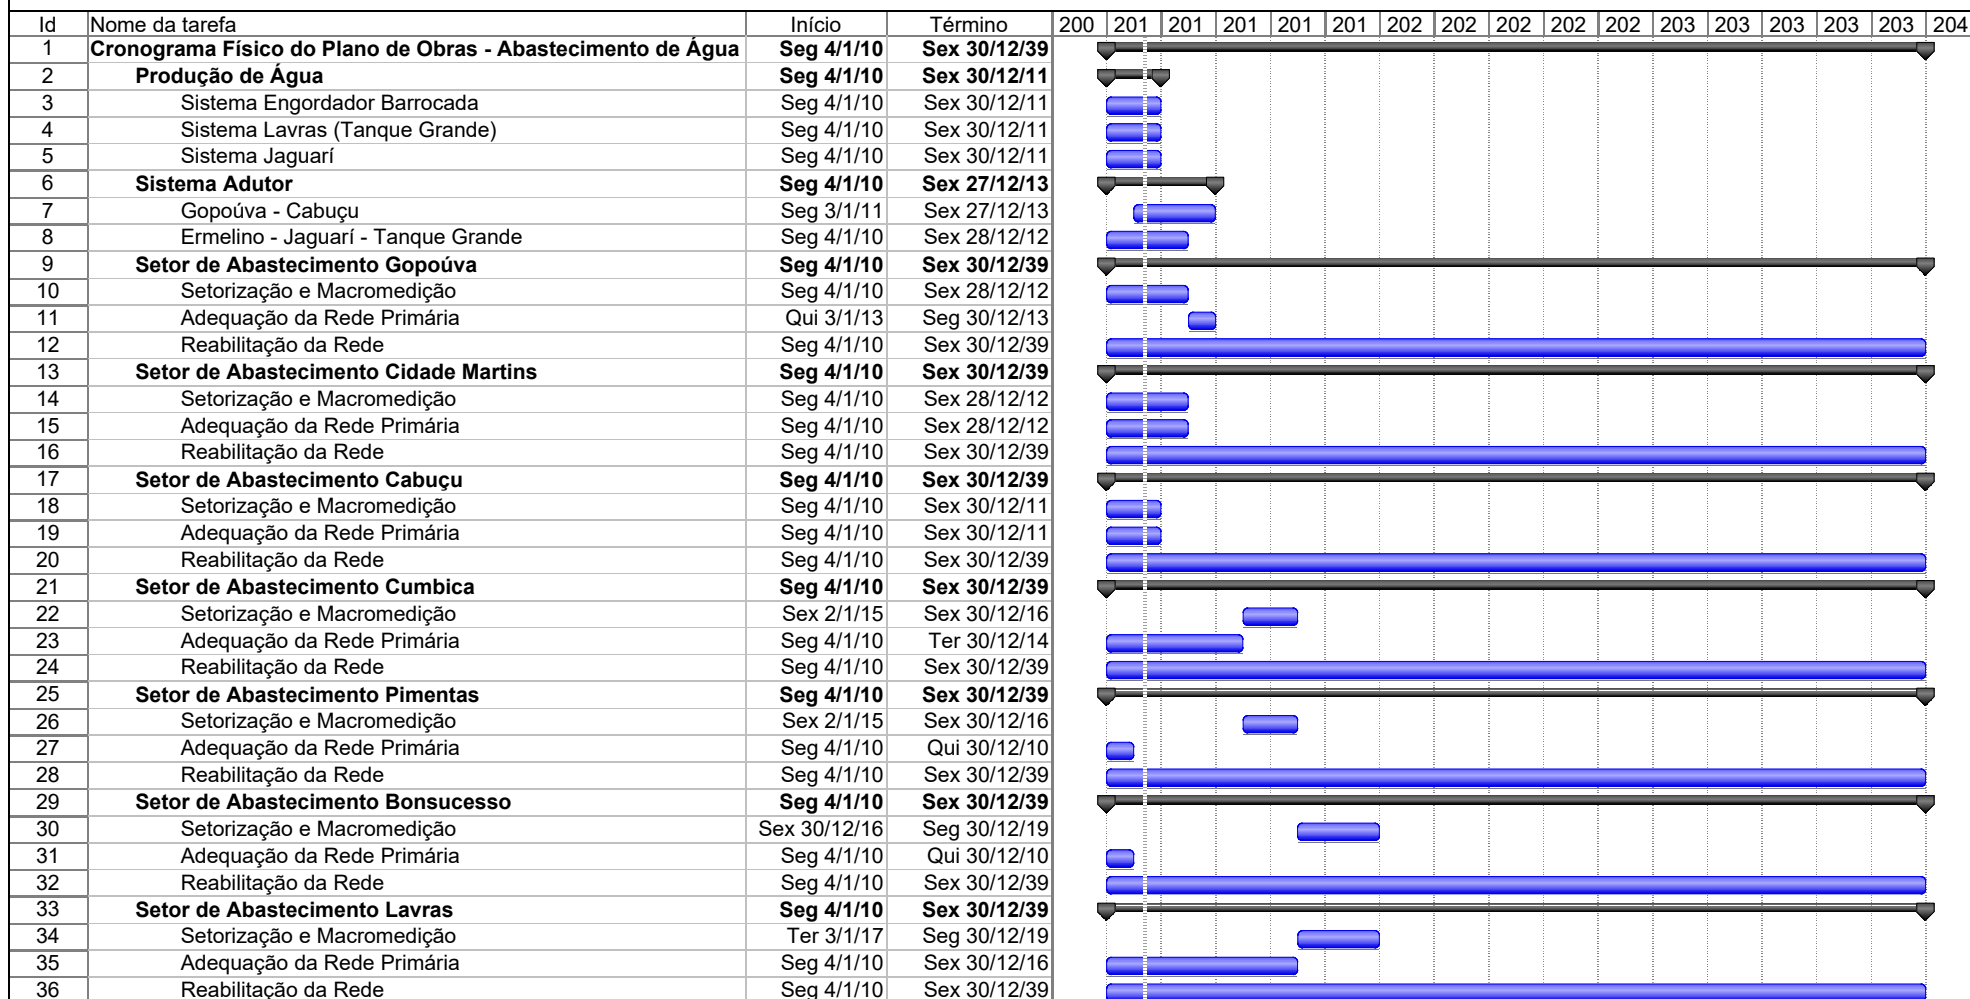 Id Nome da tarefa Início Término 200 201 201 201 201 201 202 202 202 202 202 203 203 203 203 203 204
1 Cronograma Físico do Plano de Obras - Abastecimento de Água Seg 4/1/10 Sex 30/12/39
2 Produção de Água Seg 4/1/10 Sex 30/12/11
3 Sistema Engordador Barrocada Seg 4/1/10 Sex 30/12/11
4 Sistema Lavras (Tanque Grande) Seg 4/1/10 Sex 30/12/11
5 Sistema Jaguarí Seg 4/1/10 Sex 30/12/11
6 Sistema Adutor Seg 4/1/10 Sex 27/12/13
7 Gopoúva - Cabuçu Seg 3/1/11 Sex 27/12/13
8 Ermelino - Jaguarí - Tanque Grande Seg 4/1/10 Sex 28/12/12
9 Setor de Abastecimento Gopoúva Seg 4/1/10 Sex 30/12/39
10 Setorização e Macromedição Seg 4/1/10 Sex 28/12/12
11 Adequação da Rede Primária Qui 3/1/13 Seg 30/12/13
12 Reabilitação da Rede Seg 4/1/10 Sex 30/12/39
13 Setor de Abastecimento Cidade Martins Seg 4/1/10 Sex 30/12/39
14 Setorização e Macromedição Seg 4/1/10 Sex 28/12/12
15 Adequação da Rede Primária Seg 4/1/10 Sex 28/12/12
16 Reabilitação da Rede Seg 4/1/10 Sex 30/12/39
17 Setor de Abastecimento Cabuçu Seg 4/1/10 Sex 30/12/39
18 Setorização e Macromedição Seg 4/1/10 Sex 30/12/11
19 Adequação da Rede Primária Seg 4/1/10 Sex 30/12/11
20 Reabilitação da Rede Seg 4/1/10 Sex 30/12/39
21 Setor de Abastecimento Cumbica Seg 4/1/10 Sex 30/12/39
22 Setorização e Macromedição Sex 2/1/15 Sex 30/12/16
23 Adequação da Rede Primária Seg 4/1/10 Ter 30/12/14
24 Reabilitação da Rede Seg 4/1/10 Sex 30/12/39
25 Setor de Abastecimento Pimentas Seg 4/1/10 Sex 30/12/39
26 Setorização e Macromedição Sex 2/1/15 Sex 30/12/16
27 Adequação da Rede Primária Seg 4/1/10 Qui 30/12/10
28 Reabilitação da Rede Seg 4/1/10 Sex 30/12/39
29 Setor de Abastecimento Bonsucesso Seg 4/1/10 Sex 30/12/39
30 Setorização e Macromedição Sex 30/12/16 Seg 30/12/19
31 Adequação da Rede Primária Seg 4/1/10 Qui 30/12/10
32 Reabilitação da Rede Seg 4/1/10 Sex 30/12/39
33 Setor de Abastecimento Lavras Seg 4/1/10 Sex 30/12/39
34 Setorização e Macromedição Ter 3/1/17 Seg 30/12/19
35 Adequação da Rede Primária Seg 4/1/10 Sex 30/12/16
36 Reabilitação da Rede Seg 4/1/10 Sex 30/12/39